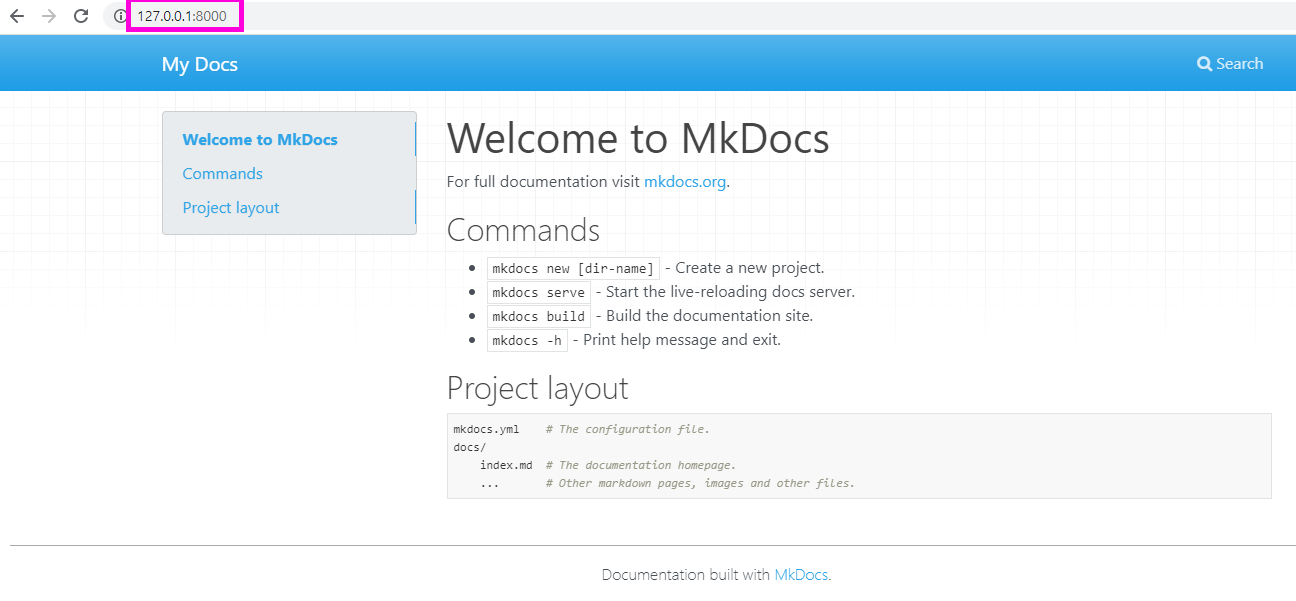 127.0.0.1:8000
My Docs
Search
Welcome to MkDocs
Commands
Project layout
Welcome to MkDocs
For full documentation visit mkdocs.org.
Commands
mkdocs new [dir-name] - Create a new project.
mkdocs serve - Start the live-reloading docs server.
mkdocs build - Build the documentation site.
mkdocs -h - Print help message and exit.
Project layout
mkdocs.yml    # The configuration file.
docs/
    index.md  # The documentation homepage.
    ...       # Other markdown pages, images and other files.
Documentation built with MkDocs.